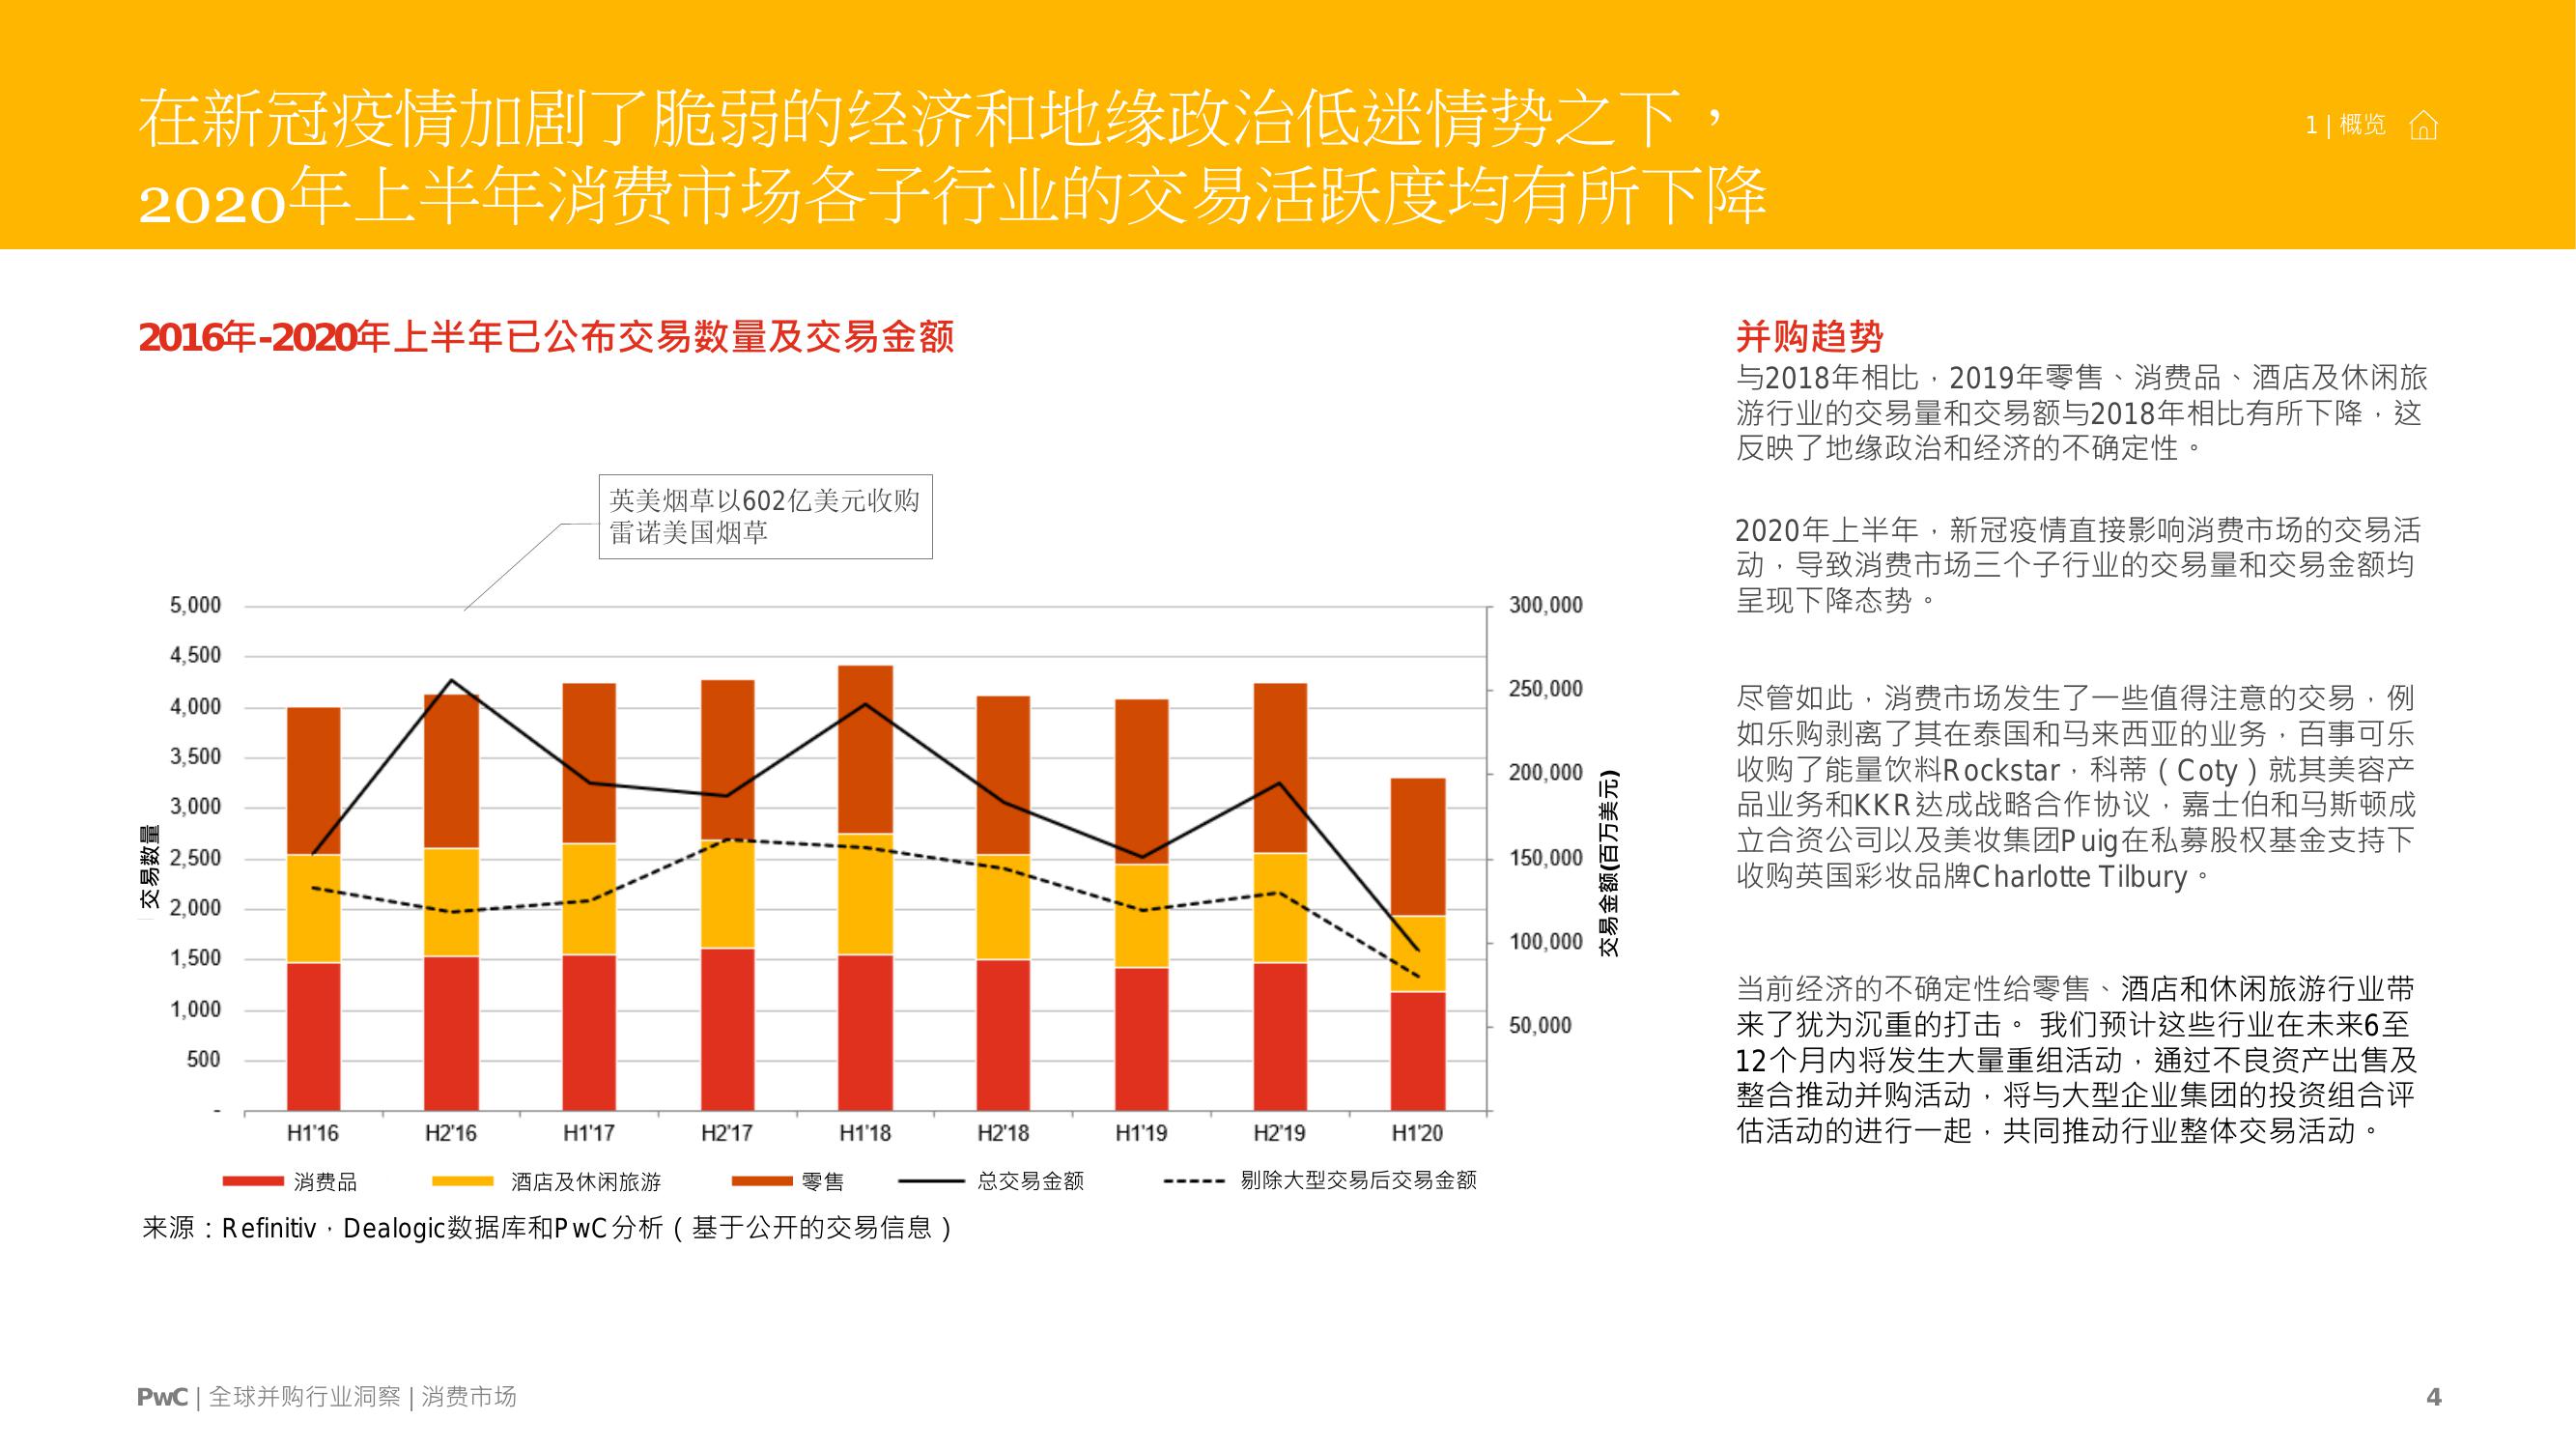 在新冠疫情加剧了脆弱的经济和地缘政治低迷情势之下，
2020年上半年消费市场各子行业的交易活跃度均有所下降
1 | 概览
2016年-2020年上半年已公布交易数量及交易金额
英美烟草以602亿美元收购
雷诺美国烟草
交易数量
5,000
4,500
4,000
3,500
3,000
2,500
2,000
1,500
1,000
500
-
300,000
250,000
200,000
150,000
100,000
50,000
交易金额(百万美元)
H1'16 H2'16 H1'17 H2'17 H1'18 H2'18 H1'19 H2'19 H1'20
消费品 酒店及休闲旅游 零售 总交易金额 剔除大型交易后交易金额
来源：Refinitiv，Dealogic数据库和PwC分析（基于公开的交易信息）
并购趋势
与2018年相比，2019年零售、消费品、酒店及休闲旅
游行业的交易量和交易额与2018年相比有所下降，这
反映了地缘政治和经济的不确定性。
2020年上半年，新冠疫情直接影响消费市场的交易活
动，导致消费市场三个子行业的交易量和交易金额均
呈现下降态势。
尽管如此，消费市场发生了一些值得注意的交易，例
如乐购剥离了其在泰国和马来西亚的业务，百事可乐
收购了能量饮料Rockstar，科蒂（Coty）就其美容产
品业务和KKR达成战略合作协议，嘉士伯和马斯顿成
立合资公司以及美妆集团Puig在私募股权基金支持下
收购英国彩妆品牌Charlotte Tilbury。
当前经济的不确定性给零售、酒店和休闲旅游行业带
来了犹为沉重的打击。 我们预计这些行业在未来6至
12个月内将发生大量重组活动，通过不良资产出售及
整合推动并购活动，将与大型企业集团的投资组合评
估活动的进行一起，共同推动行业整体交易活动。
PwC | 全球并购行业洞察 | 消费市场
4